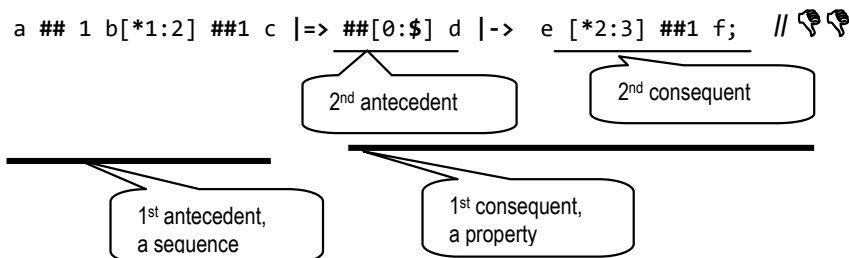 a ## 1 b[*1:2] ##1 c |=> ##[0:$] d |-> e [*2:3] ##1 f; // 👎👎
2nd antecedent
2nd consequent
1st antecedent,
a sequence
1st consequent,
a property